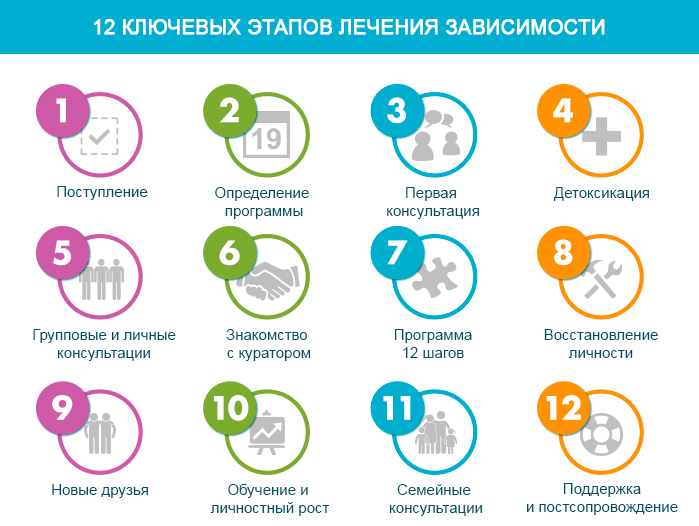 12 КЛЮЧЕВЫХ ЭТАПОВ ЛЕЧЕНИЯ ЗАВИСИМОСТИ
1
Поступление
2
19
Определение
программы
3
Первая
консультация
4
Детоксикация
5
Групповые и личные
консультации
6
Знакомство
с куратором
7
Программа
12 шагов
8
Восстановление
личности
9
Новые друзья
10
Обучение и
личностный рост
11
Семейные
консультации
12
Поддержка
и постсопровождение